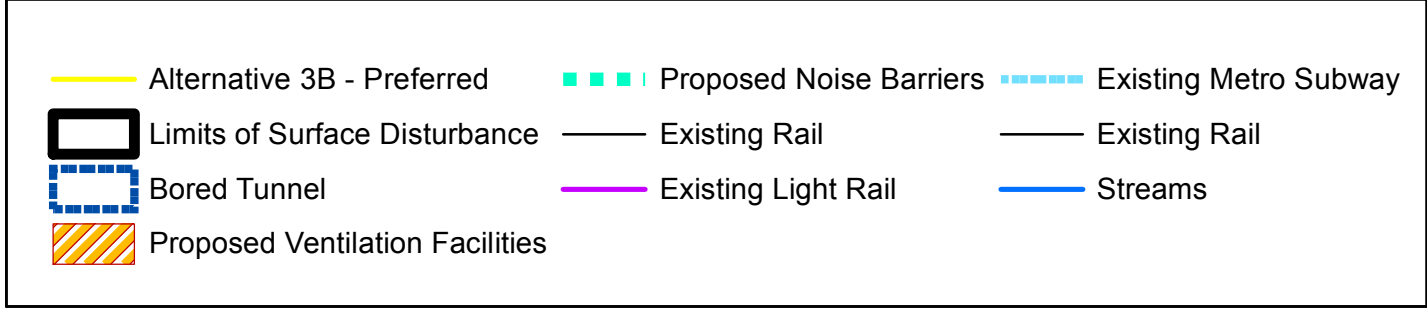 Alternative 3B - Preferred
Limits of Surface Disturbance
Bored Tunnel
Proposed Ventilation Facilities
Proposed Noise Barriers
Existing Rail
Existing Light Rail
Existing Metro Subway
Existing Rail
Streams